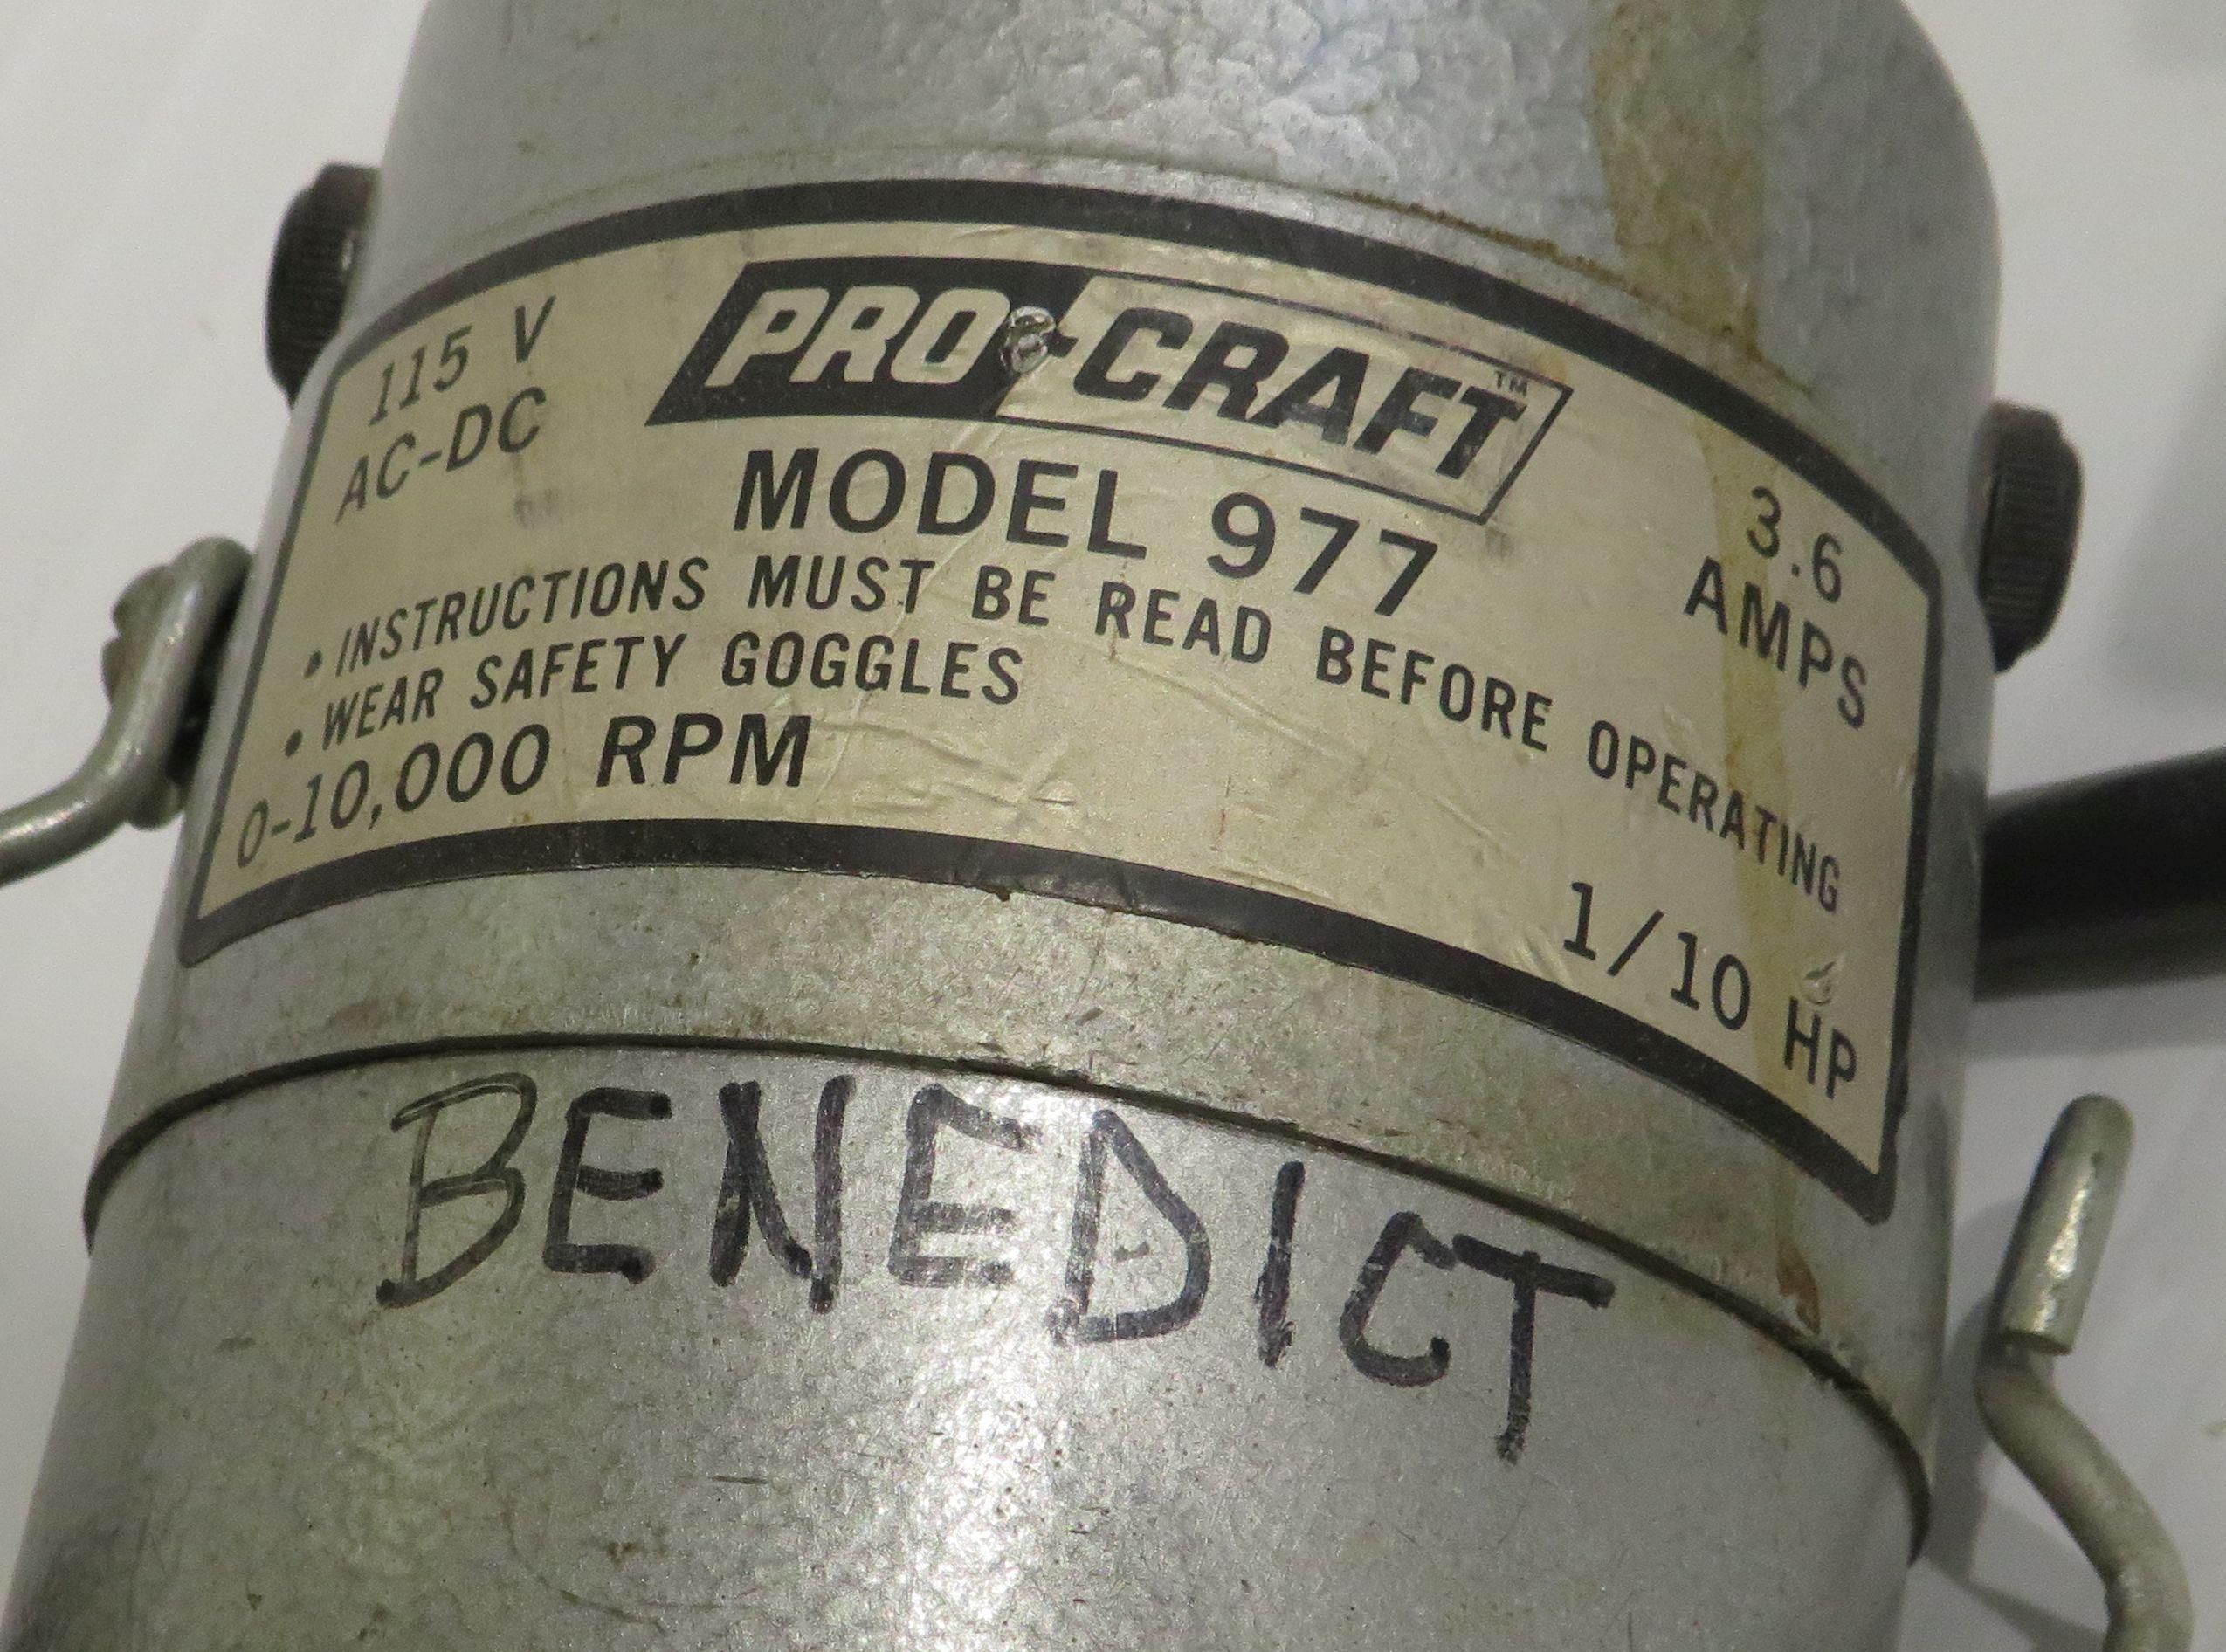 115 V
AC-DC
PRO-CRAFT™
MODEL 977
3.6
AMPS
• INSTRUCTIONS MUST BE READ BEFORE OPERATING
• WEAR SAFETY GOGGLES
0-10,000 RPM
1/10 HP
BENEDICT